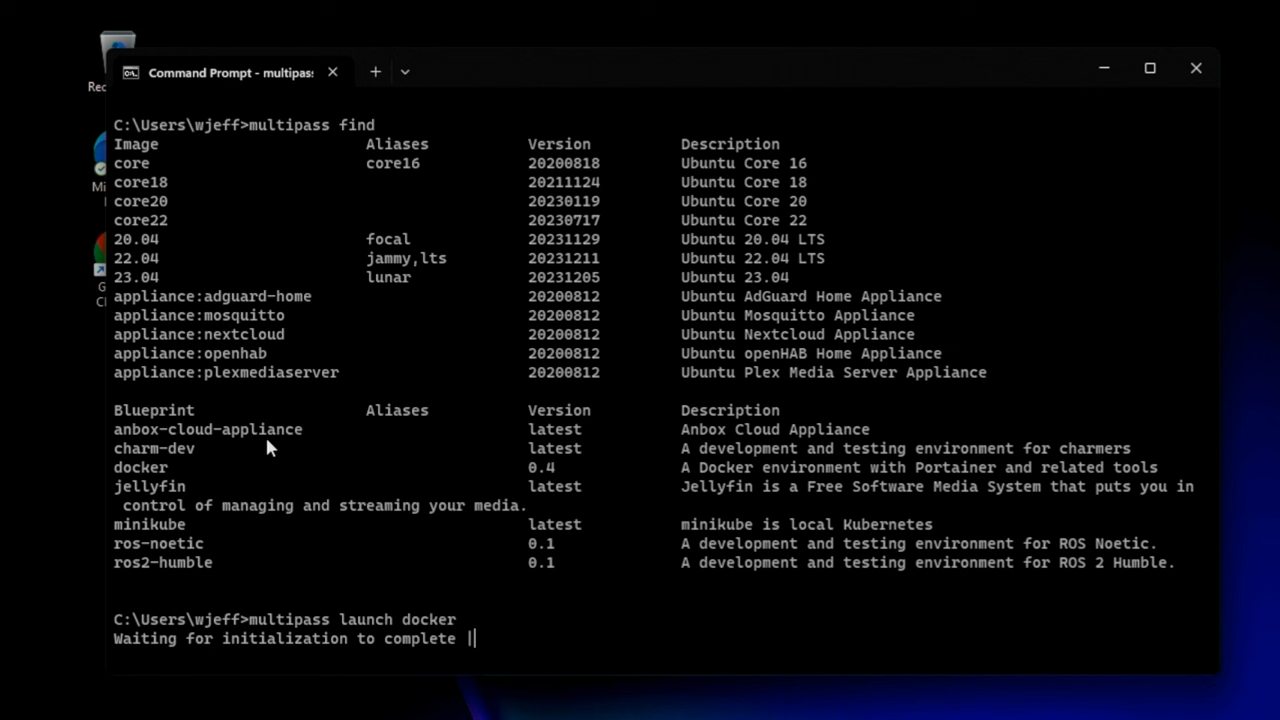 Rec
Command Prompt - multipass
Mi
G
Ch
C:\Users\wjeff>multipass find
Image Aliases Version Description
core core16 20200818 Ubuntu Core 16
core18 20211124 Ubuntu Core 18
core20 20230119 Ubuntu Core 20
core22 20230717 Ubuntu Core 22
20.04 focal 20231129 Ubuntu 20.04 LTS
22.04 jammy,lts 20231211 Ubuntu 22.04 LTS
23.04 lunar 20231205 Ubuntu 23.04
appliance:adguard-home 20200812 Ubuntu AdGuard Home Appliance
appliance:mosquitto 20200812 Ubuntu Mosquitto Appliance
appliance:nextcloud 20200812 Ubuntu Nextcloud Appliance
appliance:openhab 20200812 Ubuntu openHAB Home Appliance
appliance:plexmediaserver 20200812 Ubuntu Plex Media Server Appliance
Blueprint Aliases Version Description
anbox-cloud-appliance latest Anbox Cloud Appliance
charm-dev latest A development and testing environment for charmers
docker 0.4 A Docker environment with Portainer and related tools
jellyfin latest Jellyfin is a Free Software Media System that puts you in
control of managing and streaming your media.
minikube latest minikube is local Kubernetes
ros-noetic 0.1 A development and testing environment for ROS Noetic.
ros2-humble 0.1 A development and testing environment for ROS 2 Humble.
C:\Users\wjeff>multipass launch docker
Waiting for initialization to complete |